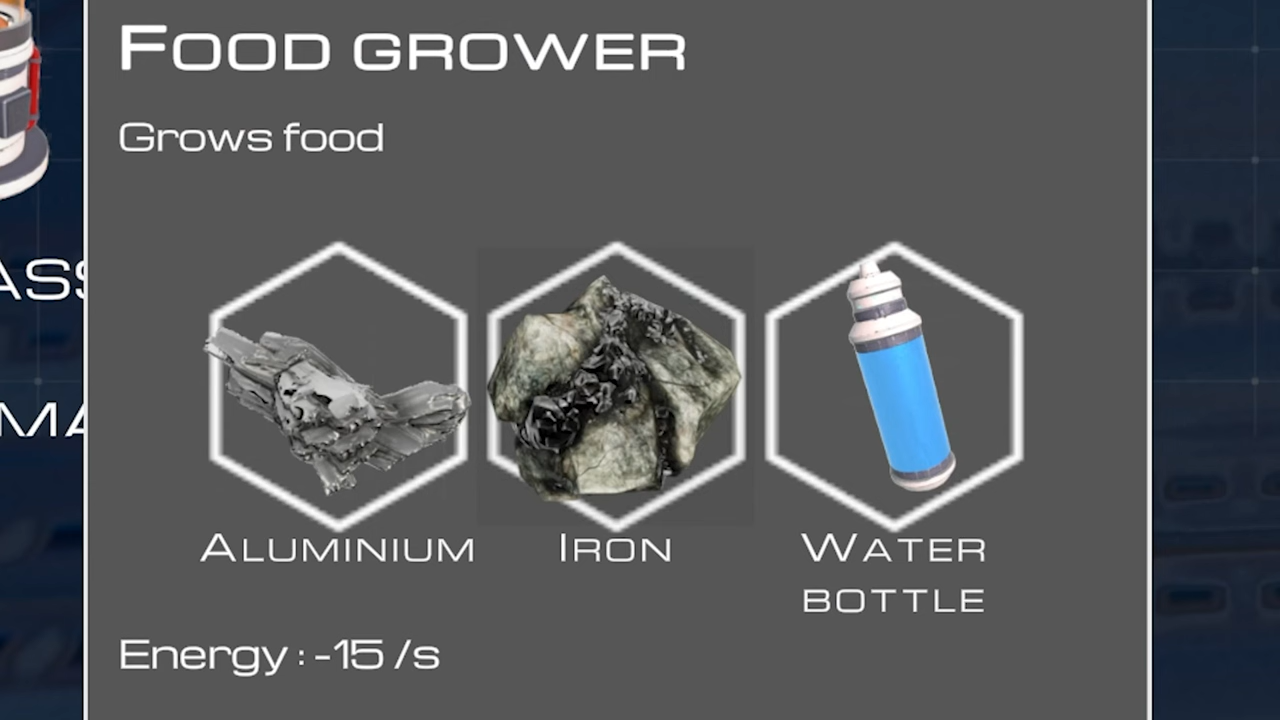 FOOD GROWER
Grows food
ALUMINIUM
IRON
WATER
BOTTLE
Energy : -15 /s